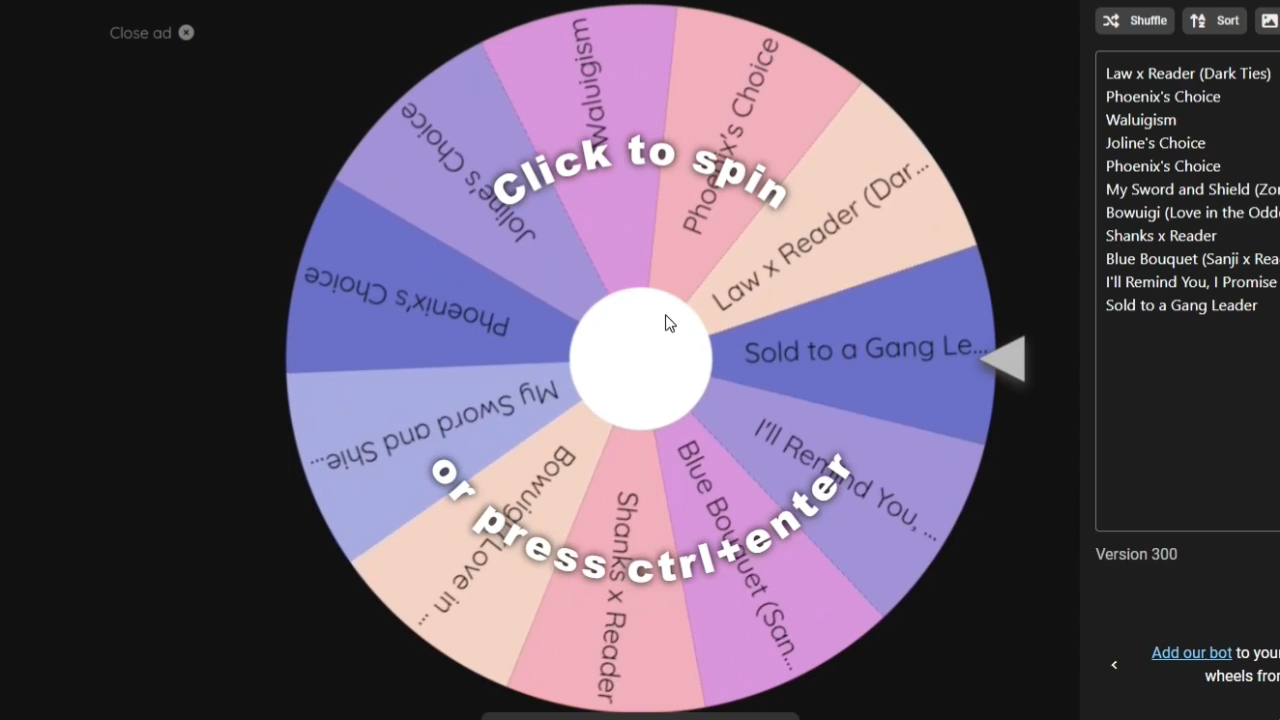 Close ad
Shuffle
Sort
Click to spin
or press ctrl+enter
Waluigism
Phoenix's Choice
Law x Reader (Dar...
Sold to a Gang Le...
I'll Remind You, ...
Blue Bouquet (San...
Shanks x Reader
Bowuigi (Love in ...
My Sword and Shie...
Phoenix's Choice
Joline's Choice
Law x Reader (Dark Ties)
Phoenix's Choice
Waluigism
Joline's Choice
Phoenix's Choice
My Sword and Shield (Zo
Bowuigi (Love in the Odd
Shanks x Reader
Blue Bouquet (Sanji x Rea
I'll Remind You, I Promise
Sold to a Gang Leader
Version 300
Add our bot to your
wheels from